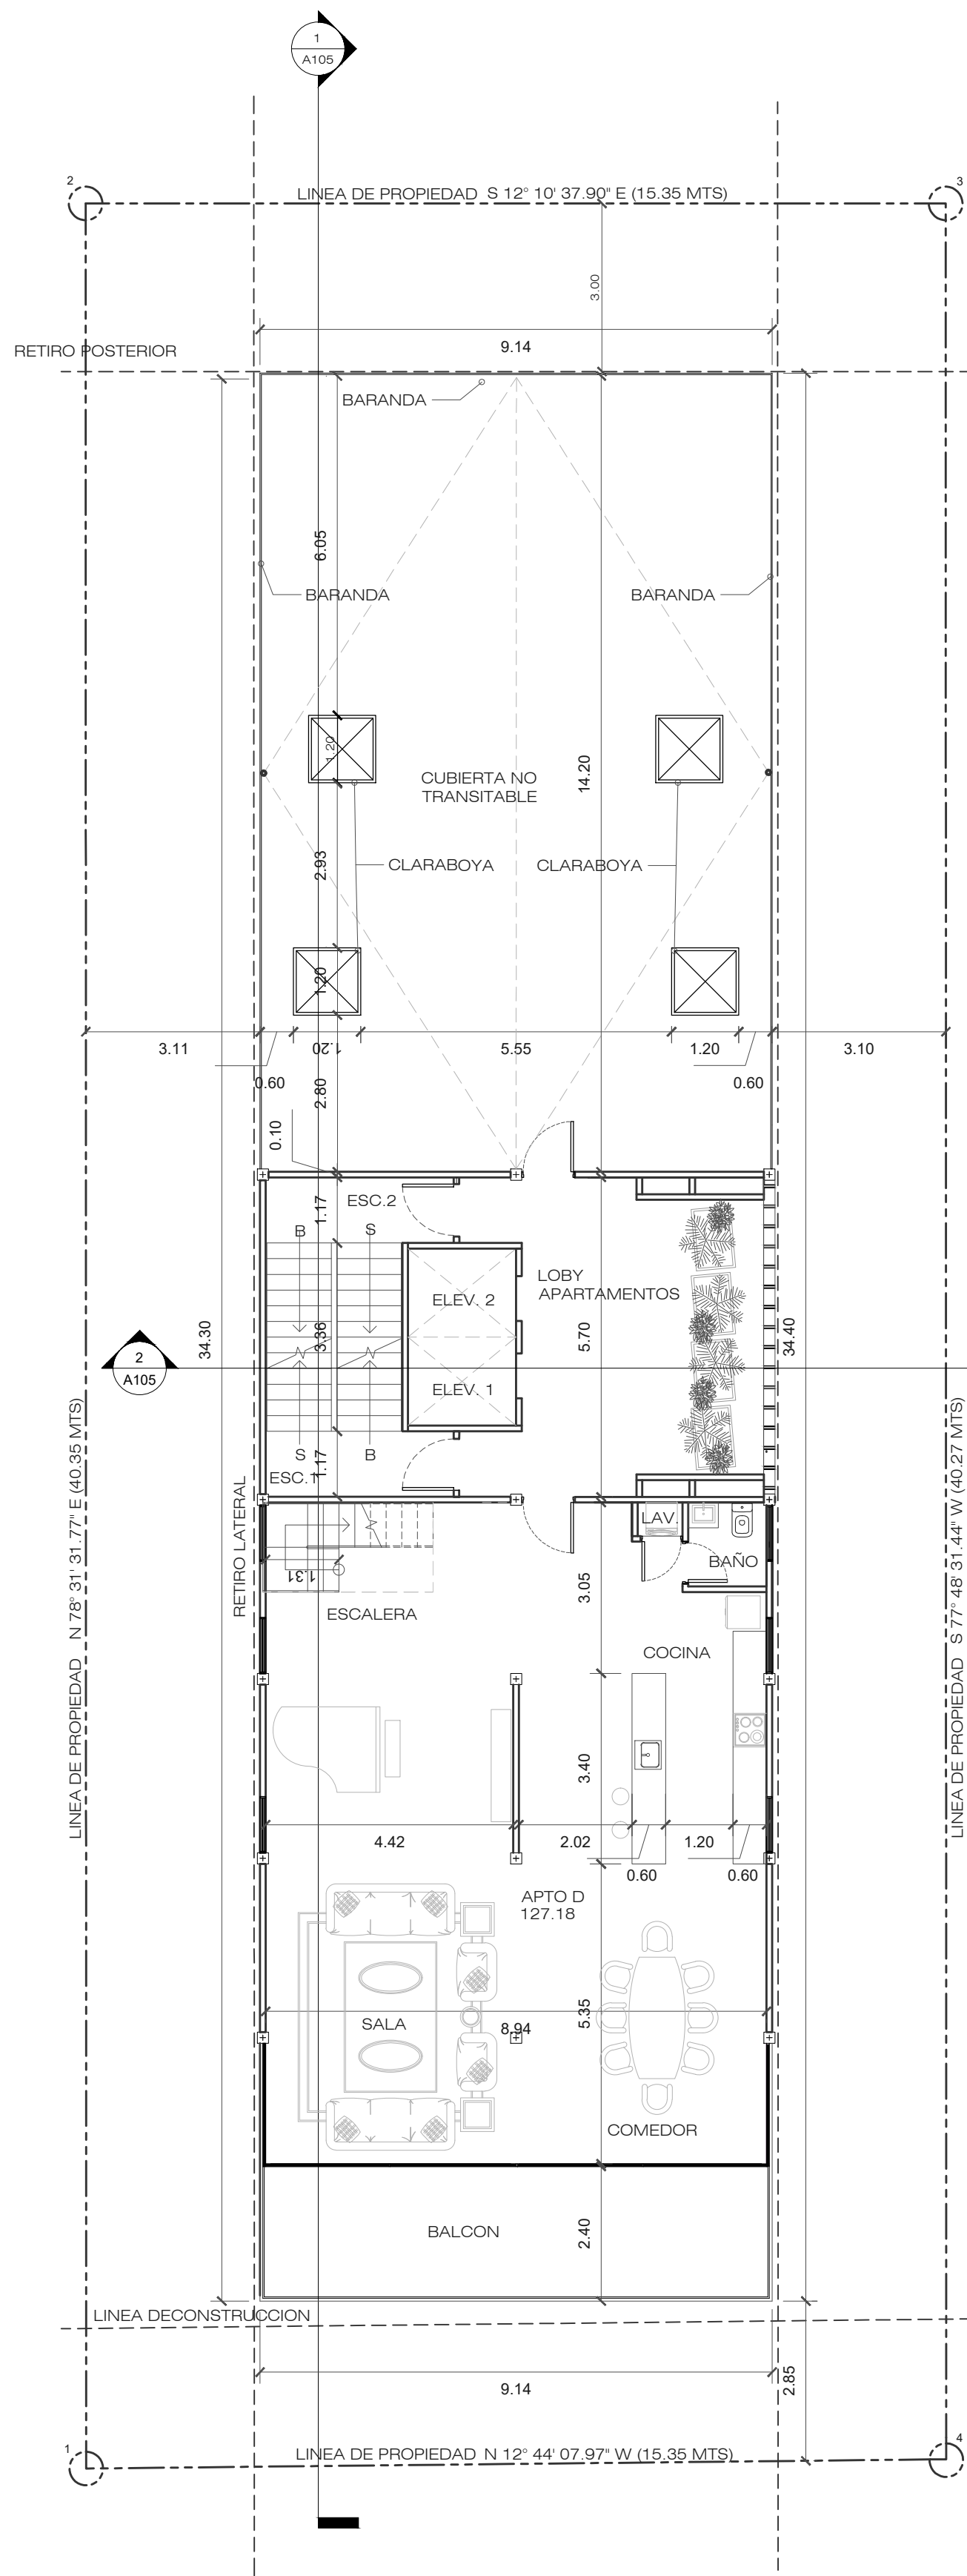 1
A105
2
LINEA DE PROPIEDAD S 12° 10' 37.90" E (15.35 MTS)
3
3.00
9.14
RETIRO POSTERIOR
BARANDA
6.05
BARANDA
BARANDA
1.20
CUBIERTA NO
TRANSITABLE
14.20
2.93
CLARABOYA
CLARABOYA
1.20
3.11
1.20
5.55
1.20
3.10
0.60
2.80
0.60
0.10
ESC.2
1.17
B
S
LOBY
APARTAMENTOS
ELEV. 2
34.30
3.36
5.70
34.40
2
A105
ELEV. 1
S
B
ESC.1
1.17
LINEA DE PROPIEDAD N 78° 31' 31.77" E (40.35 MTS)
RETIRO LATERAL
LINEA DE PROPIEDAD S 77° 48' 31.44" W (40.27 MTS)
LAV.
BAÑO
1.31
3.05
ESCALERA
COCINA
3.40
4.42
2.02
1.20
0.60
0.60
APTO D
127.18
SALA
8.94
5.35
COMEDOR
BALCON
2.40
LINEA DECONSTRUCCION
9.14
2.85
1
LINEA DE PROPIEDAD N 12° 44' 07.97" W (15.35 MTS)
4